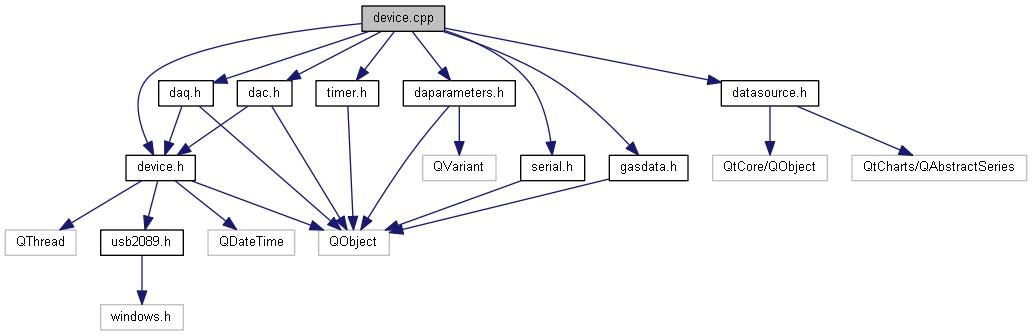 device.cpp
daq.h
dac.h
timer.h
daparameters.h
datasource.h
device.h
QVariant
serial.h
gasdata.h
QtCore/QObject
QtCharts/QAbstractSeries
QThread
usb2089.h
QDateTime
QObject
windows.h